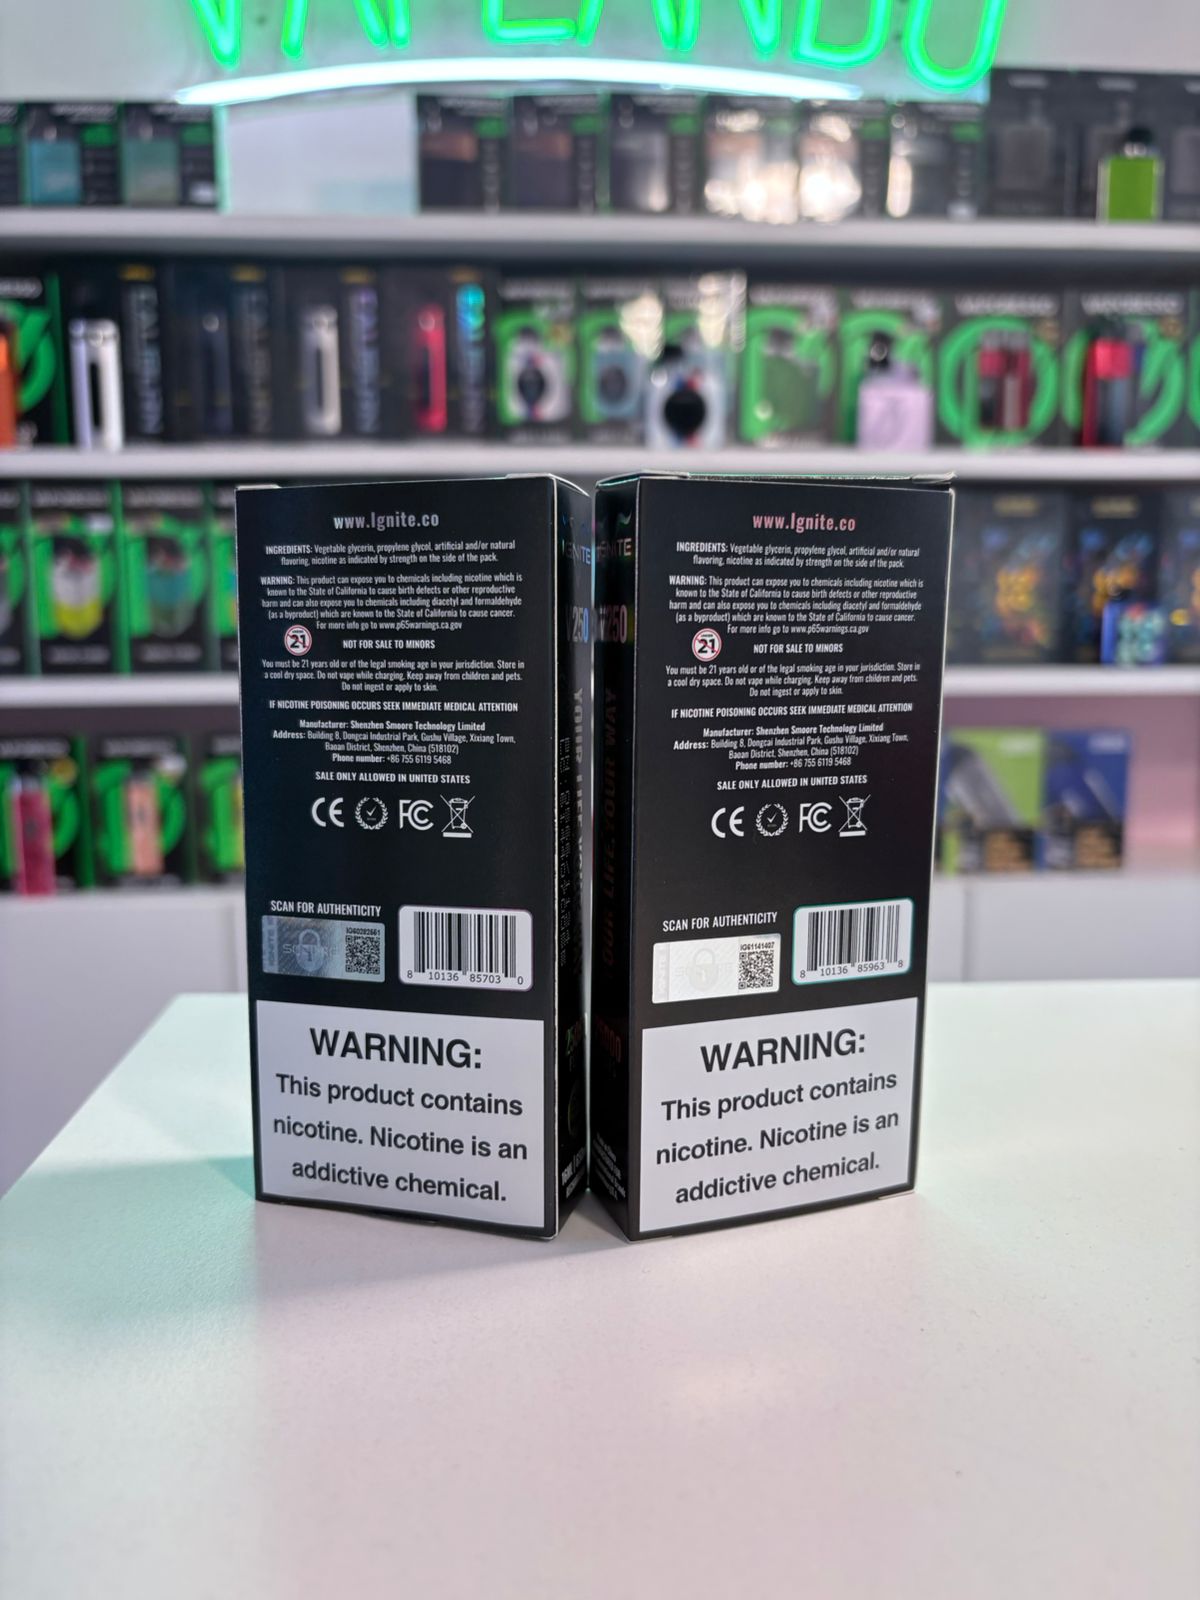 VAPEANDO
www.Ignite.co
INGREDIENTS: Vegetable glycerin, propylene glycol, artificial and/or natural
flavoring, nicotine as indicated by strength on the side of the pack.
WARNING: This product can expose you to chemicals including nicotine which is
known to the State of California to cause birth defects or other reproductive
harm and can also expose you to chemicals including diacetyl and formaldehyde
(as a byproduct) which are known to the State of California to cause cancer.
For more info go to www.p65warnings.ca.gov
21
NOT FOR SALE TO MINORS
You must be 21 years old or of the legal smoking age in your jurisdiction. Store in
a cool dry space. Do not vape while charging. Keep away from children and pets.
Do not ingest or apply to skin.
IF NICOTINE POISONING OCCURS SEEK IMMEDIATE MEDICAL ATTENTION
Manufacturer: Shenzhen Smoore Technology Limited
Address: Building 8, Dongcai Industrial Park, Gushu Village, Xixiang Town,
Baoan District, Shenzhen, China (518102)
Phone number: +86 755 6119 5468
SALE ONLY ALLOWED IN UNITED STATES
CE FC
SCAN FOR AUTHENTICITY
IG60282661
8 10136 85703 0
WARNING:
This product contains
nicotine. Nicotine is an
addictive chemical.
IGNITE
V250
www.Ignite.co
INGREDIENTS: Vegetable glycerin, propylene glycol, artificial and/or natural
flavoring, nicotine as indicated by strength on the side of the pack.
WARNING: This product can expose you to chemicals including nicotine which is
known to the State of California to cause birth defects or other reproductive
harm and can also expose you to chemicals including diacetyl and formaldehyde
(as a byproduct) which are known to the State of California to cause cancer.
For more info go to www.p65warnings.ca.gov
21
NOT FOR SALE TO MINORS
You must be 21 years old or of the legal smoking age in your jurisdiction. Store in
a cool dry space. Do not vape while charging. Keep away from children and pets.
Do not ingest or apply to skin.
IF NICOTINE POISONING OCCURS SEEK IMMEDIATE MEDICAL ATTENTION
Manufacturer: Shenzhen Smoore Technology Limited
Address: Building 8, Dongcai Industrial Park, Gushu Village, Xixiang Town,
Baoan District, Shenzhen, China (518102)
Phone number: +86 755 6119 5468
SALE ONLY ALLOWED IN UNITED STATES
CE FC
SCAN FOR AUTHENTICITY
IG61141407
8 10136 85963 8
WARNING:
This product contains
nicotine. Nicotine is an
addictive chemical.